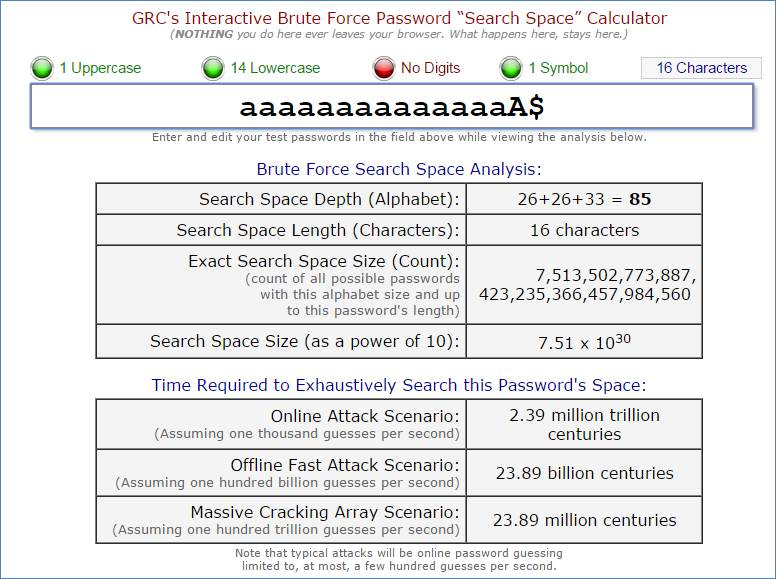 GRC's Interactive Brute Force Password “Search Space” Calculator
(NOTHING you do here ever leaves your browser. What happens here, stays here.)
1 Uppercase 14 Lowercase No Digits 1 Symbol 16 Characters
aaaaaaaaaaaaaaA$
Enter and edit your test passwords in the field above while viewing the analysis below.
Brute Force Search Space Analysis:
Search Space Depth (Alphabet): 26+26+33 = 85
Search Space Length (Characters): 16 characters
Exact Search Space Size (Count):
(count of all possible passwords
with this alphabet size and up
to this password's length)
7,513,502,773,887,
423,235,366,457,984,560
Search Space Size (as a power of 10): 7.51 x 10³⁰
Time Required to Exhaustively Search this Password's Space:
Online Attack Scenario:
(Assuming one thousand guesses per second)
2.39 million trillion
centuries
Offline Fast Attack Scenario:
(Assuming one hundred billion guesses per second)
23.89 billion centuries
Massive Cracking Array Scenario:
(Assuming one hundred trillion guesses per second)
23.89 million centuries
Note that typical attacks will be online password guessing
limited to, at most, a few hundred guesses per second.